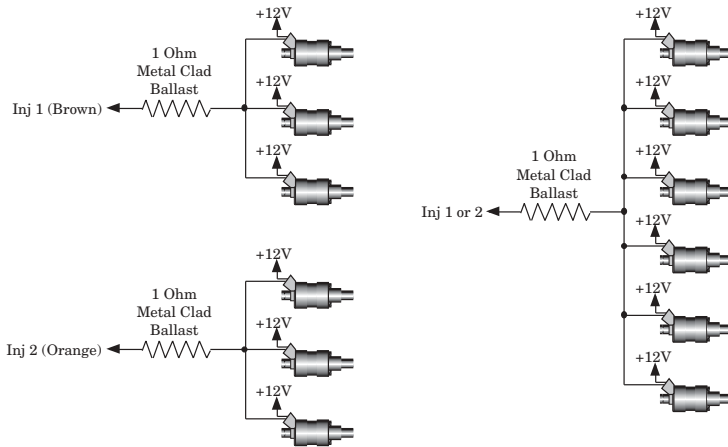 +12V
1 Ohm
Metal Clad
Ballast
+12V
Inj 1 (Brown)
+12V
+12V
1 Ohm
Metal Clad
Ballast
+12V
Inj 2 (Orange)
+12V
+12V
+12V
+12V
1 Ohm
Metal Clad
Ballast
Inj 1 or 2
+12V
+12V
+12V